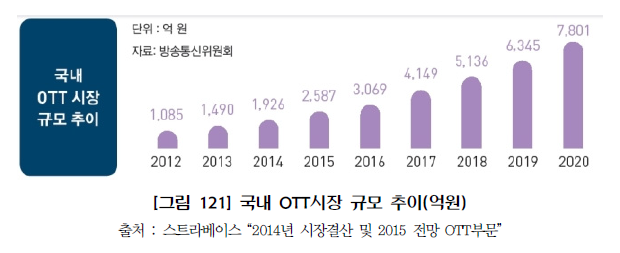 국내
OTT 시장
규모 추이
단위 : 억 원
자료: 방송통신위원회
1,085 1,490 1,926 2,587 3,069 4,149 5,136 6,345 7,801
2012 2013 2014 2015 2016 2017 2018 2019 2020
[그림 121] 국내 OTT시장 규모 추이(억원)
출처 : 스트라베이스 “2014년 시장결산 및 2015 전망 OTT부문”